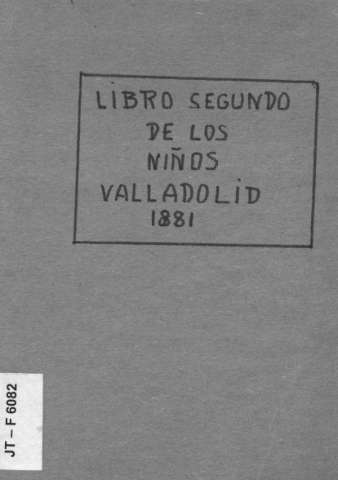 LIBRO SEGUNDO
DE LOS
NIÑOS
VALLADOLID
1881
JT – F 6082